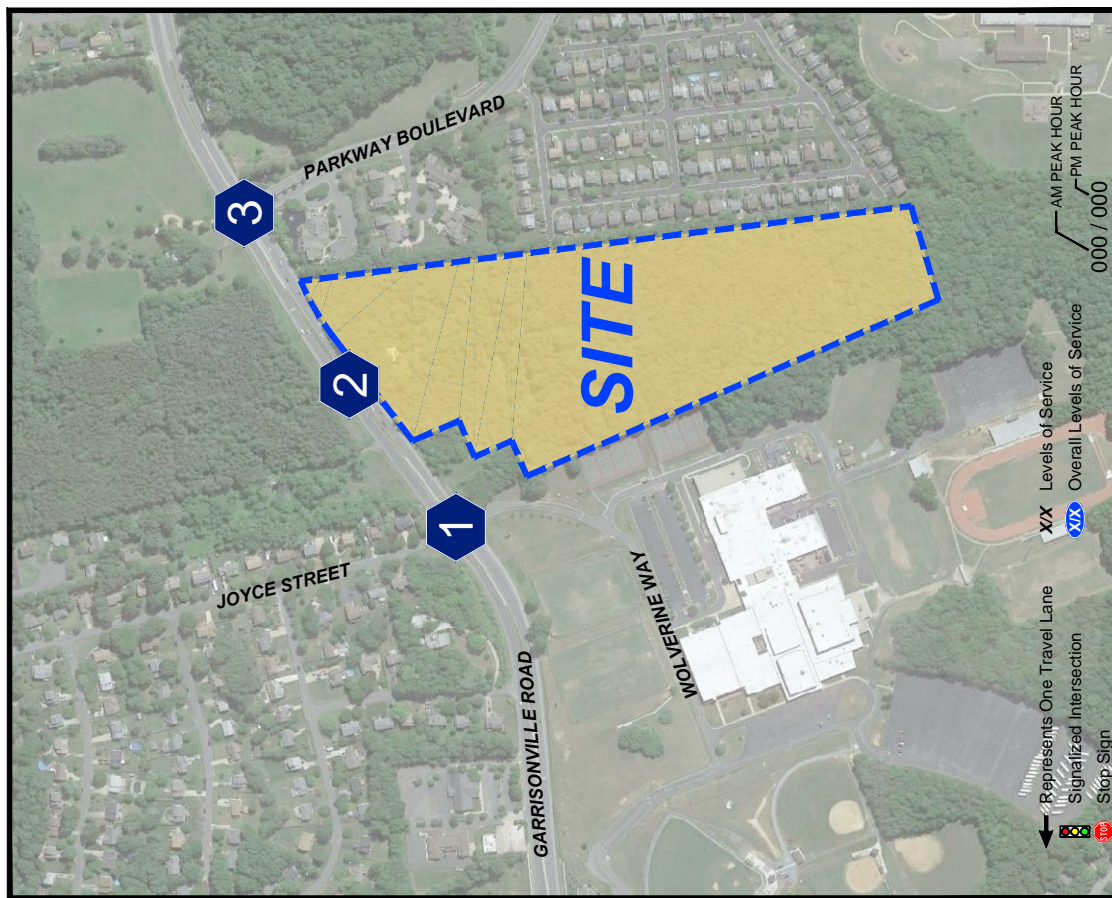 3
PARKWAY BOULEVARD
2
SITE
1
JOYCE STREET
WOLVERINE WAY
GARRISONVILLE ROAD
Represents One Travel Lane
Signalized Intersection
STOP Stop Sign
X/X Levels of Service
X/X Overall Levels of Service
AM PEAK HOUR
PM PEAK HOUR
000 / 000